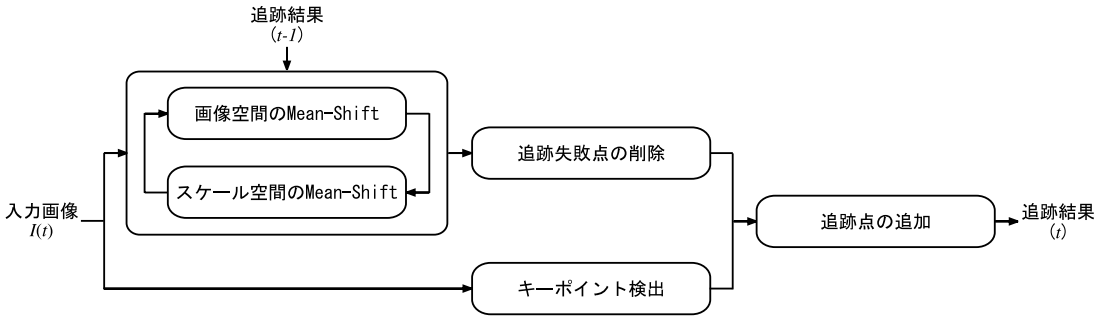 追跡結果
(t-1)
画像空間のMean-Shift
スケール空間のMean-Shift
追跡失敗点の削除
入力画像
I(t)
追跡点の追加
追跡結果
(t)
キーポイント検出